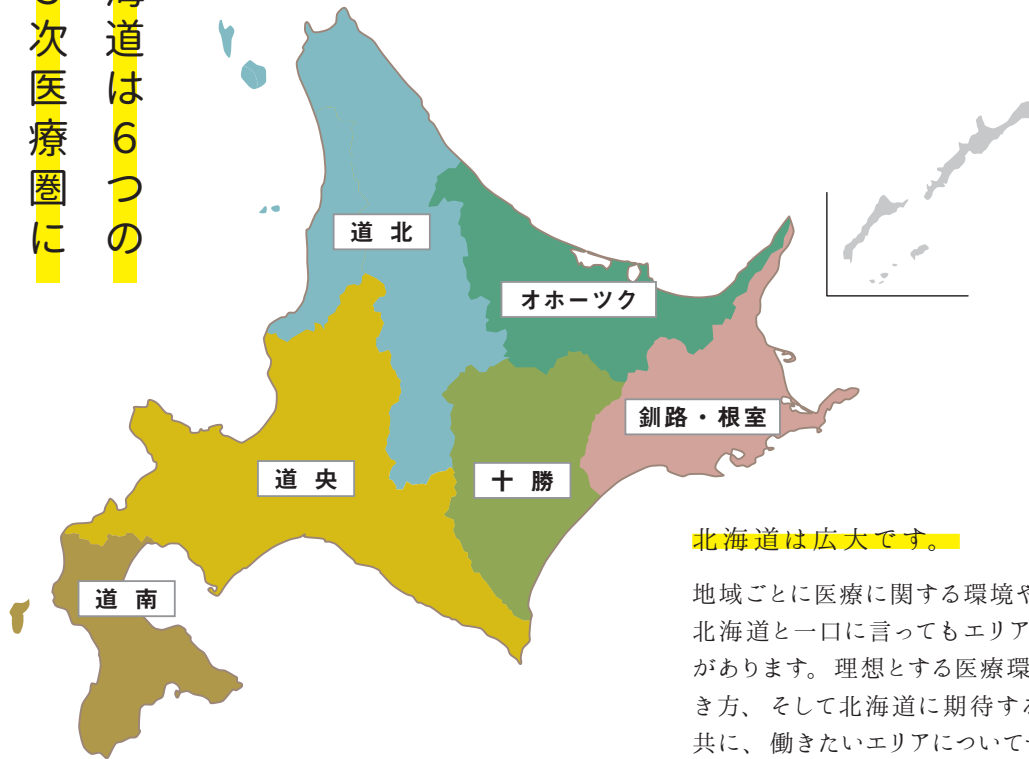 海道は６つの
次医療圏に
道 北
オホーツク
釧路・根室
道 央
十 勝
道 南
北海道は広大です。
地域ごとに医療に関する環境や
北海道と一口に言ってもエリア
があります。理想とする医療環
き方、そして北海道に期待する
共に、働きたいエリアについて